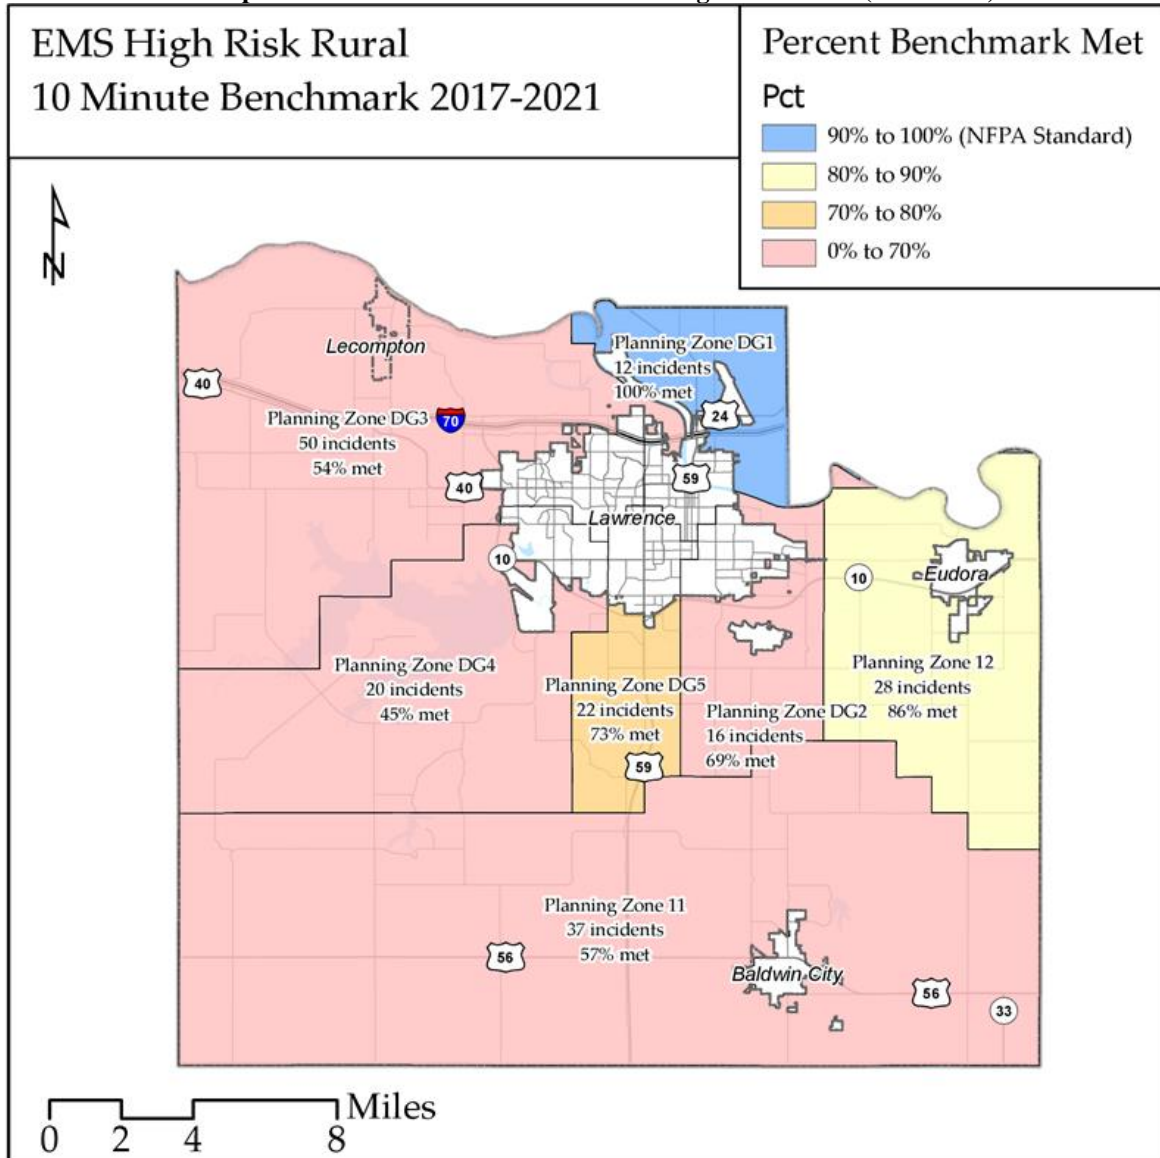 EMS High Risk Rural
10 Minute Benchmark 2017-2021
Percent Benchmark Met
Pct
90% to 100% (NFPA Standard)
80% to 90%
70% to 80%
0% to 70%
N
Planning Zone DG1
12 incidents
100% met
Lecompton
40
24
Planning Zone DG3
50 incidents
54% met
70
40
59
Lawrence
10
10
Eudora
Planning Zone DG4
20 incidents
45% met
Planning Zone DG5
22 incidents
73% met
59
Planning Zone DG2
16 incidents
69% met
Planning Zone 12
28 incidents
86% met
Planning Zone 11
37 incidents
57% met
56
Baldwin City
56
33
Miles
0 2 4 8